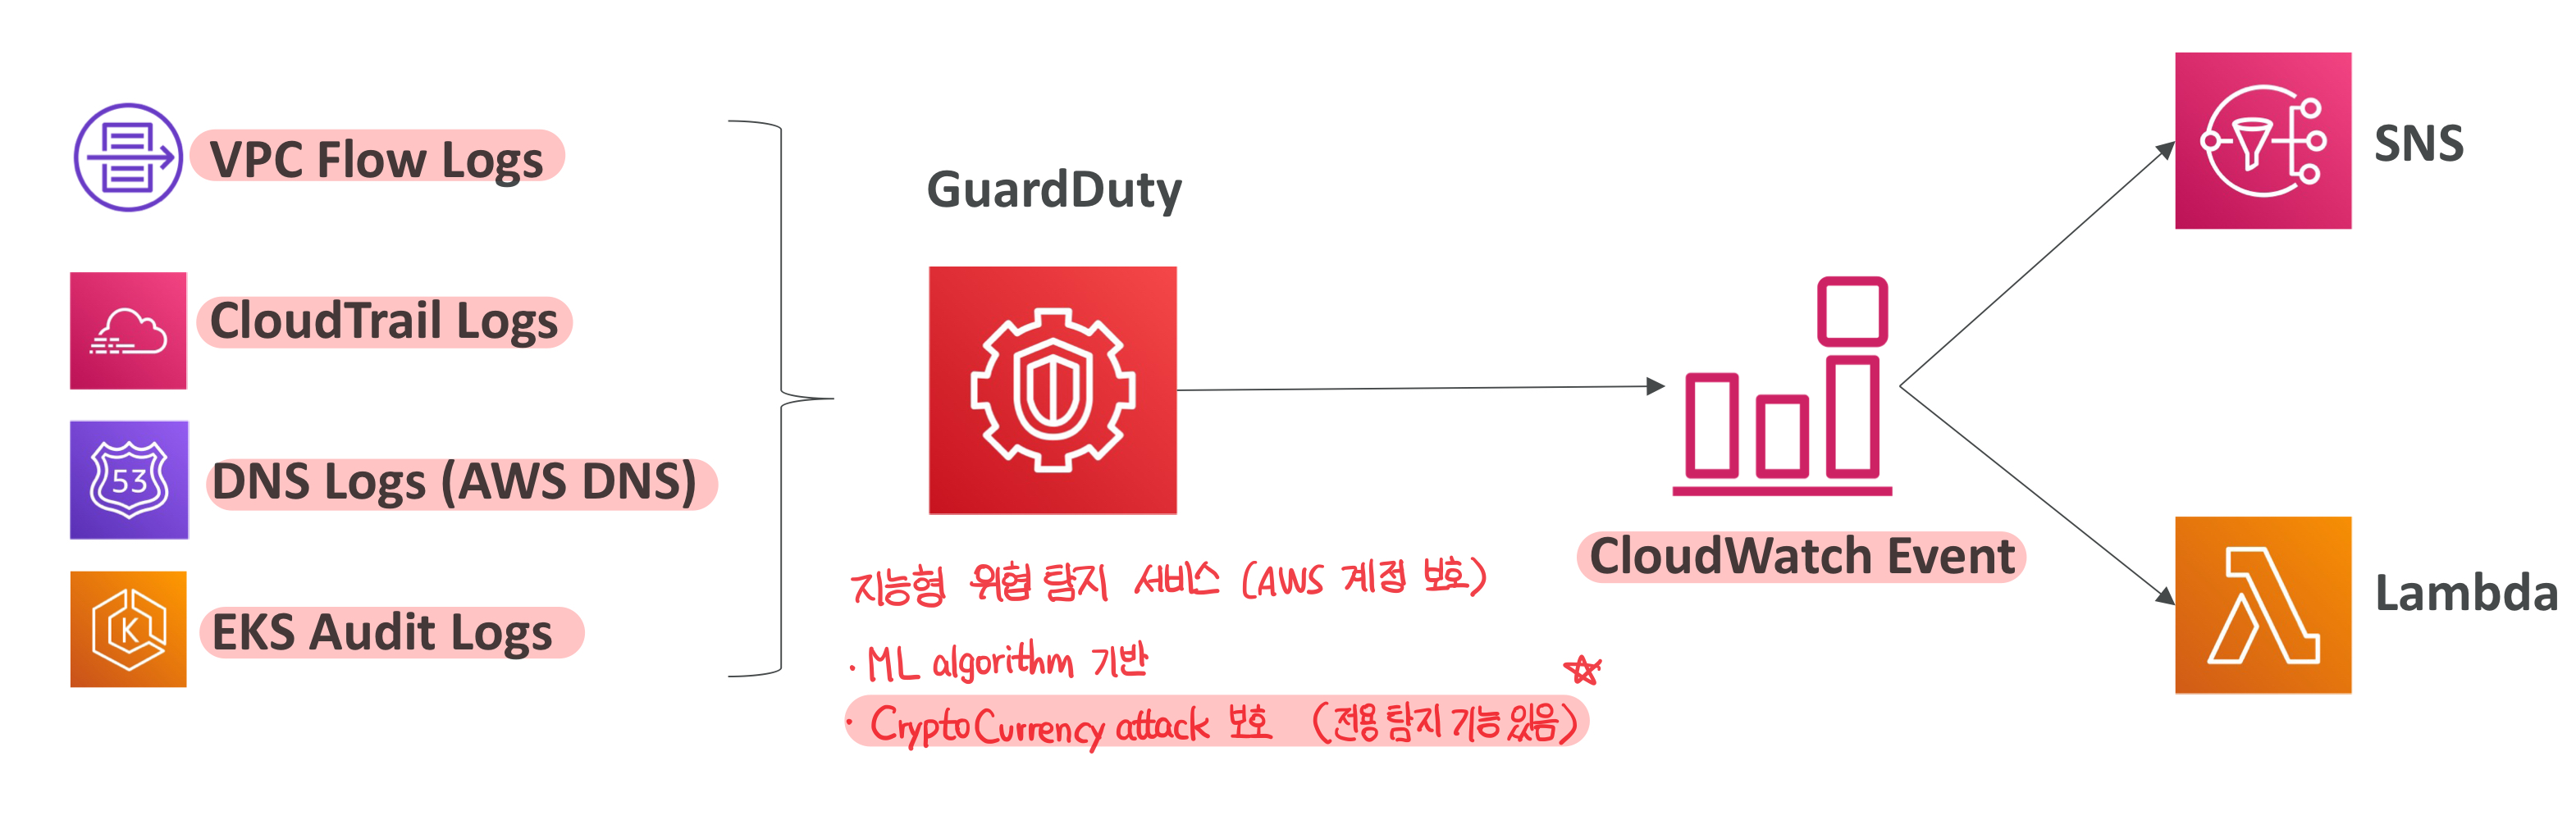 VPC Flow Logs
CloudTrail Logs
53
DNS Logs (AWS DNS)
K
EKS Audit Logs
GuardDuty
지능형 위협 탐지 서비스 (AWS 계정 보호)
· ML algorithm 기반
· CryptoCurrency attack 보호 (전용 탐지 기능 있음)
CloudWatch Event
SNS
Lambda